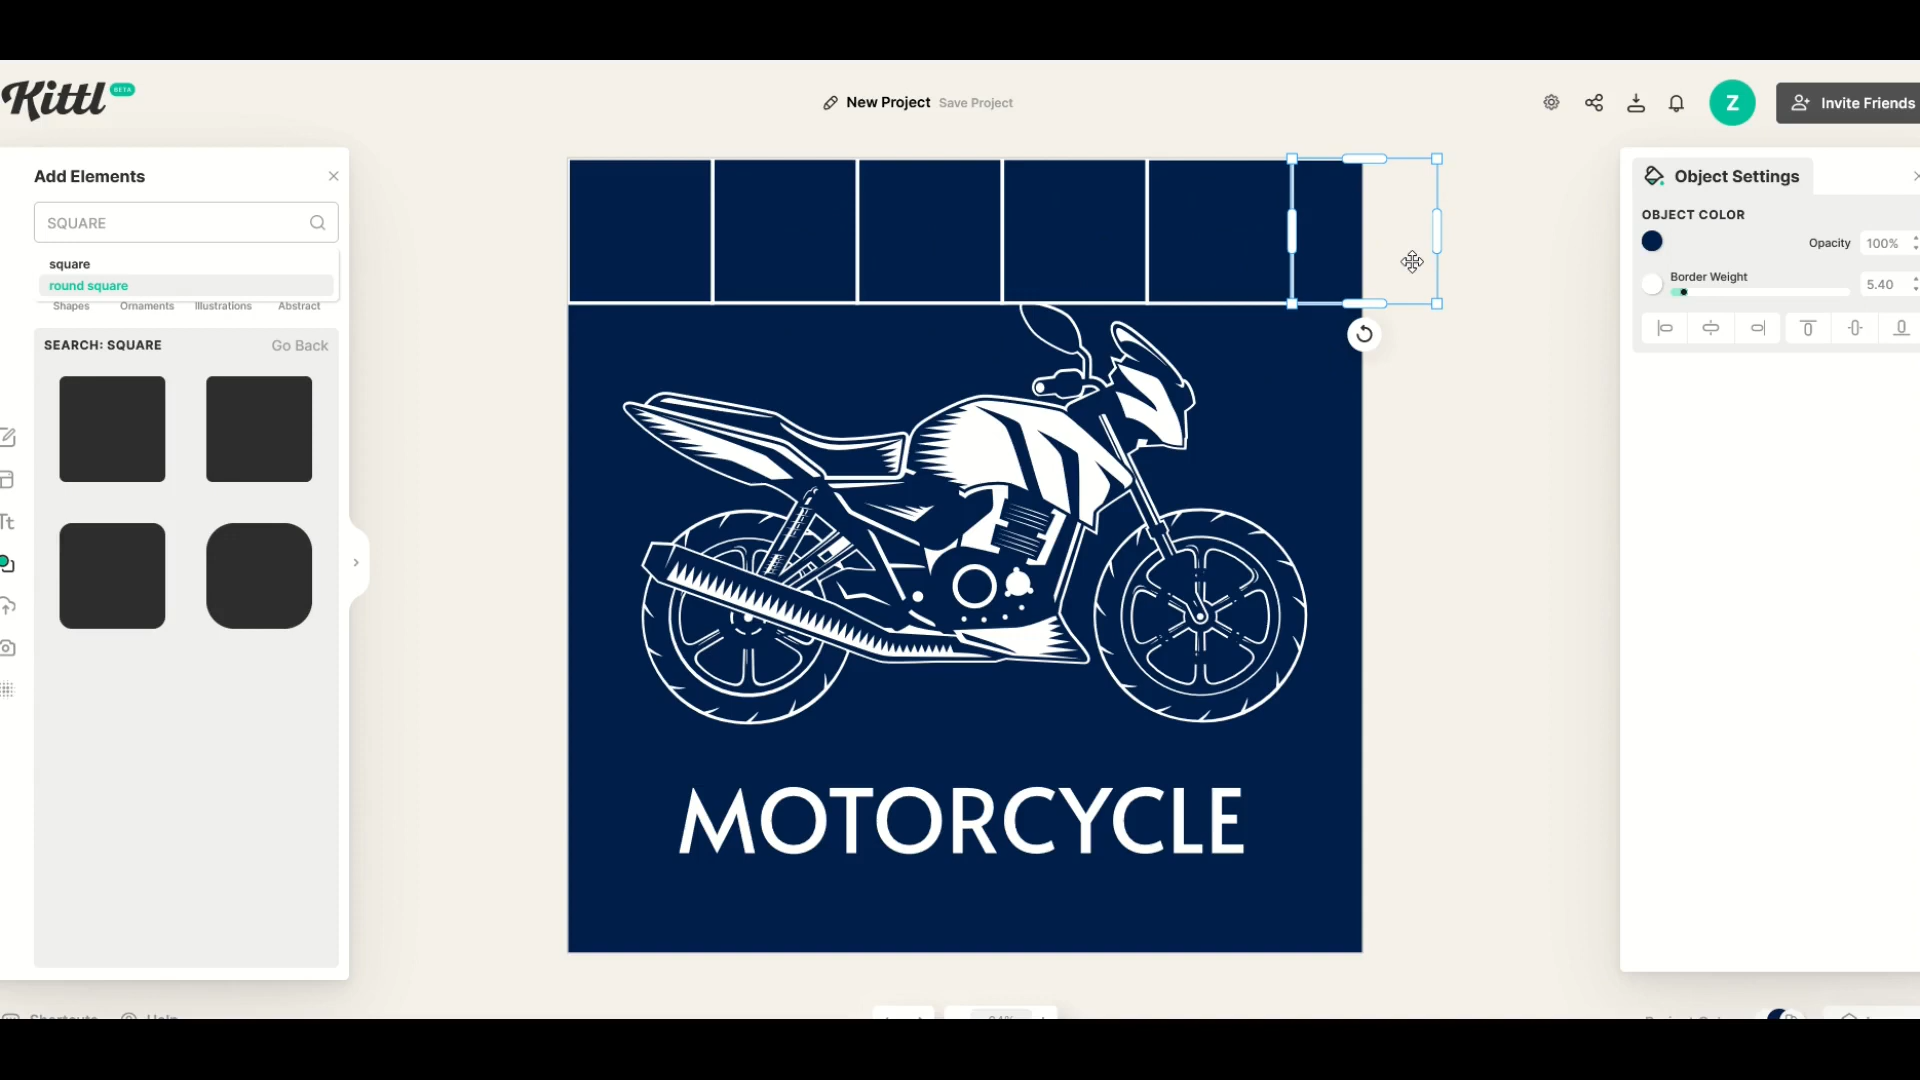 Kittl BETA
New Project Save Project
Z
Invite Friends
Add Elements
SQUARE
square
round square
Shapes Ornaments Illustrations Abstract
SEARCH: SQUARE Go Back
Tt
MOTORCYCLE
Object Settings
OBJECT COLOR
Opacity 100%
Border Weight
5.40